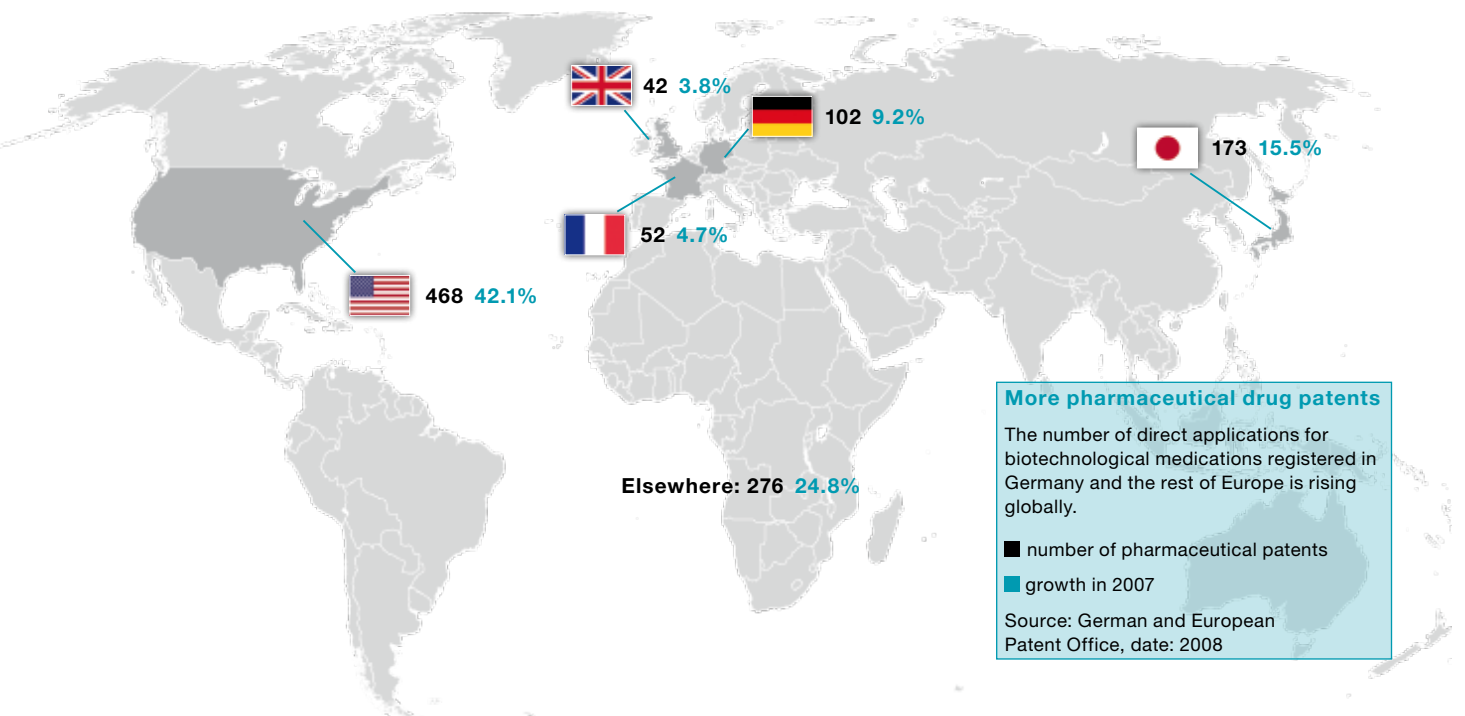 42 3.8%
102 9.2%
173 15.5%
52 4.7%
468 42.1%
Elsewhere: 276 24.8%
More pharmaceutical drug patents
The number of direct applications for
biotechnological medications registered in
Germany and the rest of Europe is rising
globally.
number of pharmaceutical patents
growth in 2007
Source: German and European
Patent Office, date: 2008